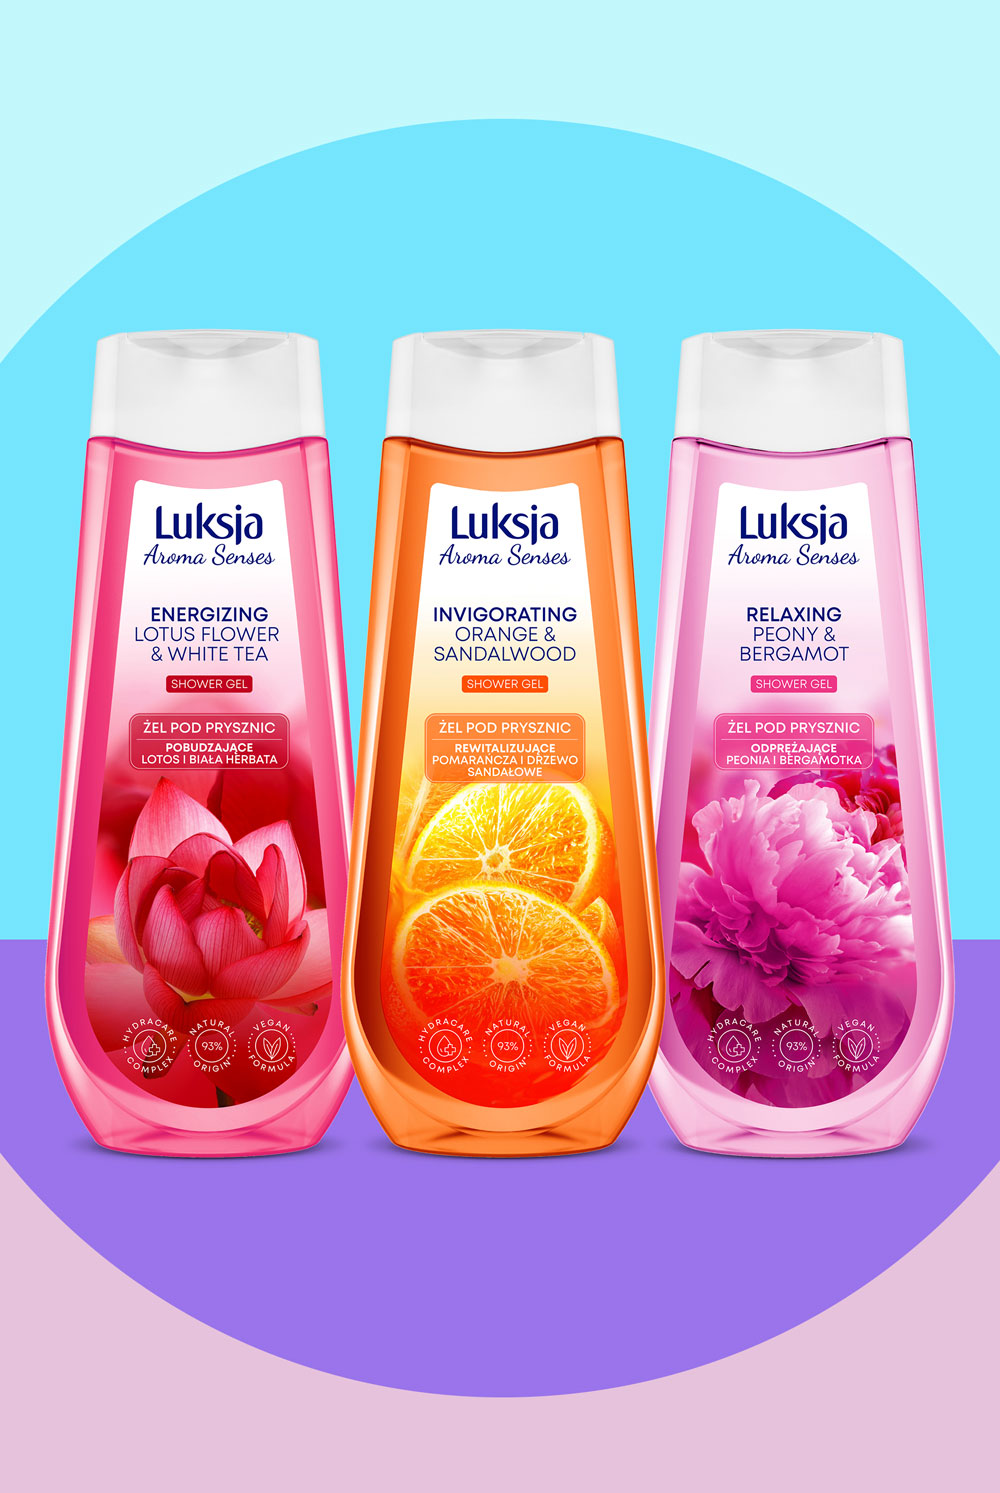 Luksja
Aroma Senses
ENERGIZING
LOTUS FLOWER
& WHITE TEA
SHOWER GEL
ŻEL POD PRYSZNIC
POBUDZAJĄCE
LOTOS I BIAŁA HERBATA
HYDRACARE
COMPLEX
NATURAL
93%
ORIGIN
VEGAN
FORMULA
Luksja
Aroma Senses
INVIGORATING
ORANGE &
SANDALWOOD
SHOWER GEL
ŻEL POD PRYSZNIC
REWITALIZUJĄCE
POMARAŃCZA I DRZEWO
SANDAŁOWE
HYDRACARE
COMPLEX
NATURAL
93%
ORIGIN
VEGAN
FORMULA
Luksja
Aroma Senses
RELAXING
PEONY &
BERGAMOT
SHOWER GEL
ŻEL POD PRYSZNIC
ODPRĘŻAJĄCE
PEONIA I BERGAMOTKA
HYDRACARE
COMPLEX
NATURAL
93%
ORIGIN
VEGAN
FORMULA